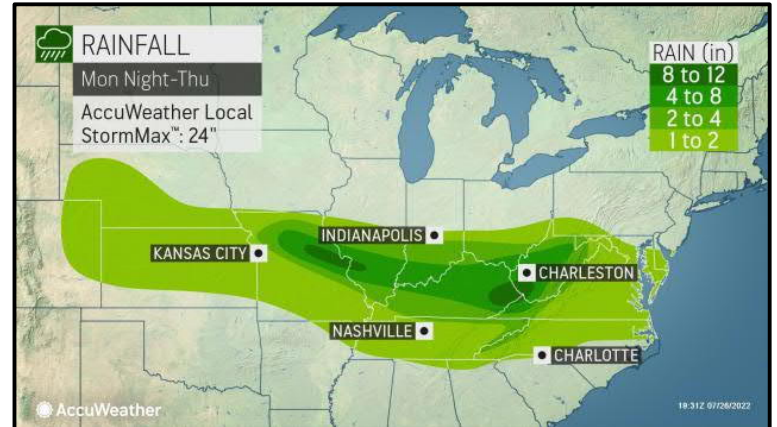 RAINFALL
Mon Night-Thu
AccuWeather Local
StormMax™: 24"
RAIN (in)
8 to 12
4 to 8
2 to 4
1 to 2
INDIANAPOLIS
KANSAS CITY
CHARLESTON
NASHVILLE
CHARLOTTE
AccuWeather
18:31Z 07/26/2022